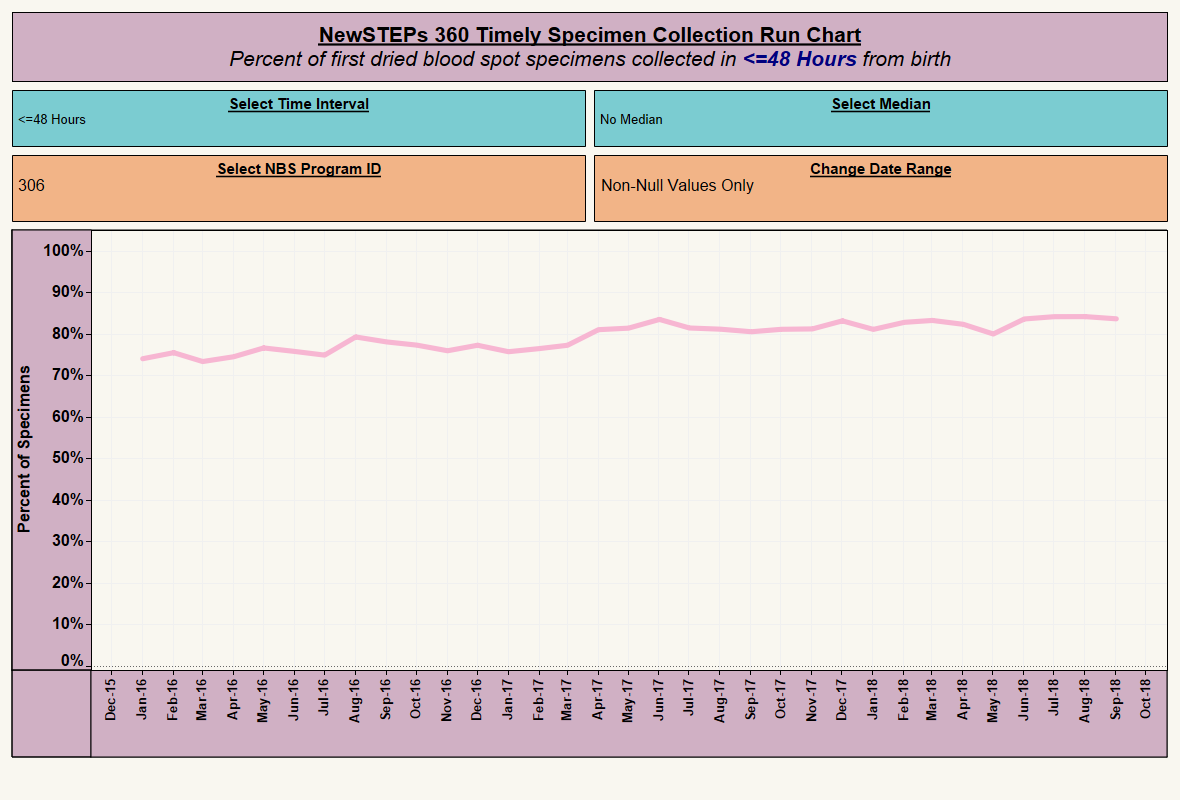 NewSTEPs 360 Timely Specimen Collection Run Chart
Percent of first dried blood spot specimens collected in <=48 Hours from birth
Select Time Interval
<=48 Hours
Select Median
No Median
Select NBS Program ID
306
Change Date Range
Non-Null Values Only
Percent of Specimens
100%
90%
80%
70%
60%
50%
40%
30%
20%
10%
0%
Dec-15
Jan-16
Feb-16
Mar-16
Apr-16
May-16
Jun-16
Jul-16
Aug-16
Sep-16
Oct-16
Nov-16
Dec-16
Jan-17
Feb-17
Mar-17
Apr-17
May-17
Jun-17
Jul-17
Aug-17
Sep-17
Oct-17
Nov-17
Dec-17
Jan-18
Feb-18
Mar-18
Apr-18
May-18
Jun-18
Jul-18
Aug-18
Sep-18
Oct-18